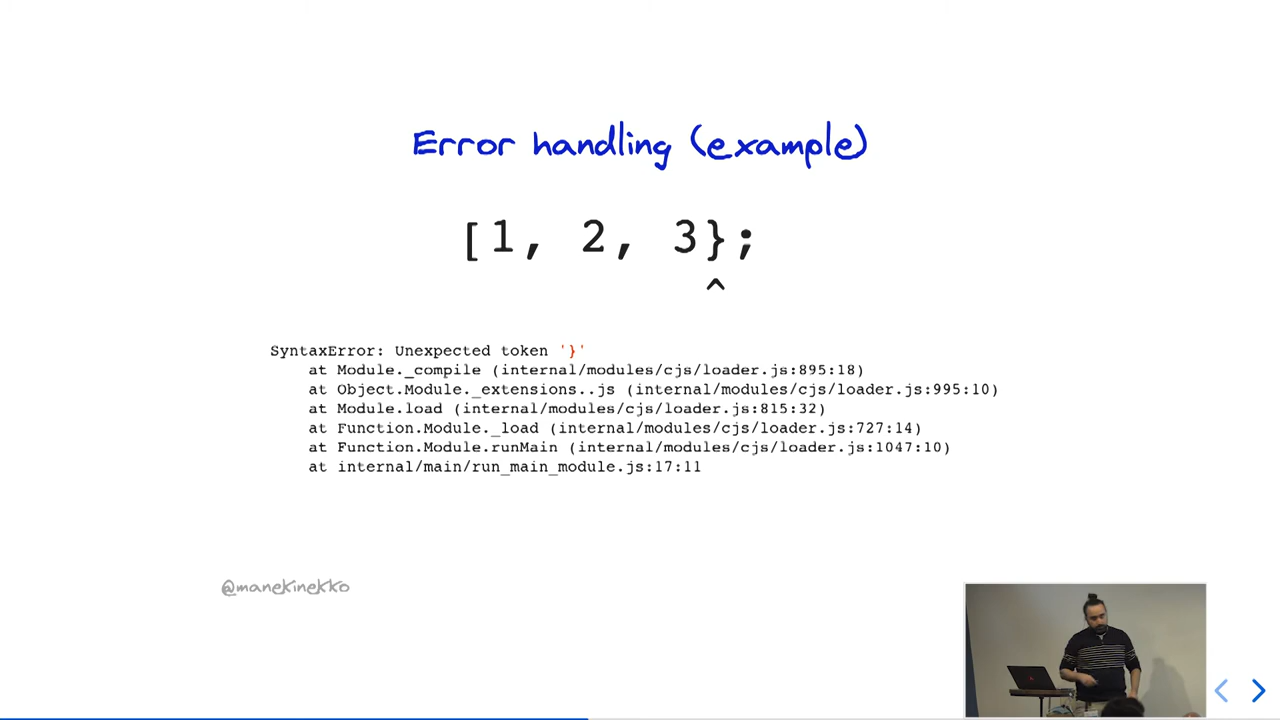 Error handling (example)
[1, 2, 3};
^
SyntaxError: Unexpected token '}'
at Module._compile (internal/modules/cjs/loader.js:895:18)
at Object.Module._extensions..js (internal/modules/cjs/loader.js:995:10)
at Module.load (internal/modules/cjs/loader.js:815:32)
at Function.Module._load (internal/modules/cjs/loader.js:727:14)
at Function.Module.runMain (internal/modules/cjs/loader.js:1047:10)
at internal/main/run_main_module.js:17:11
@manekinekko